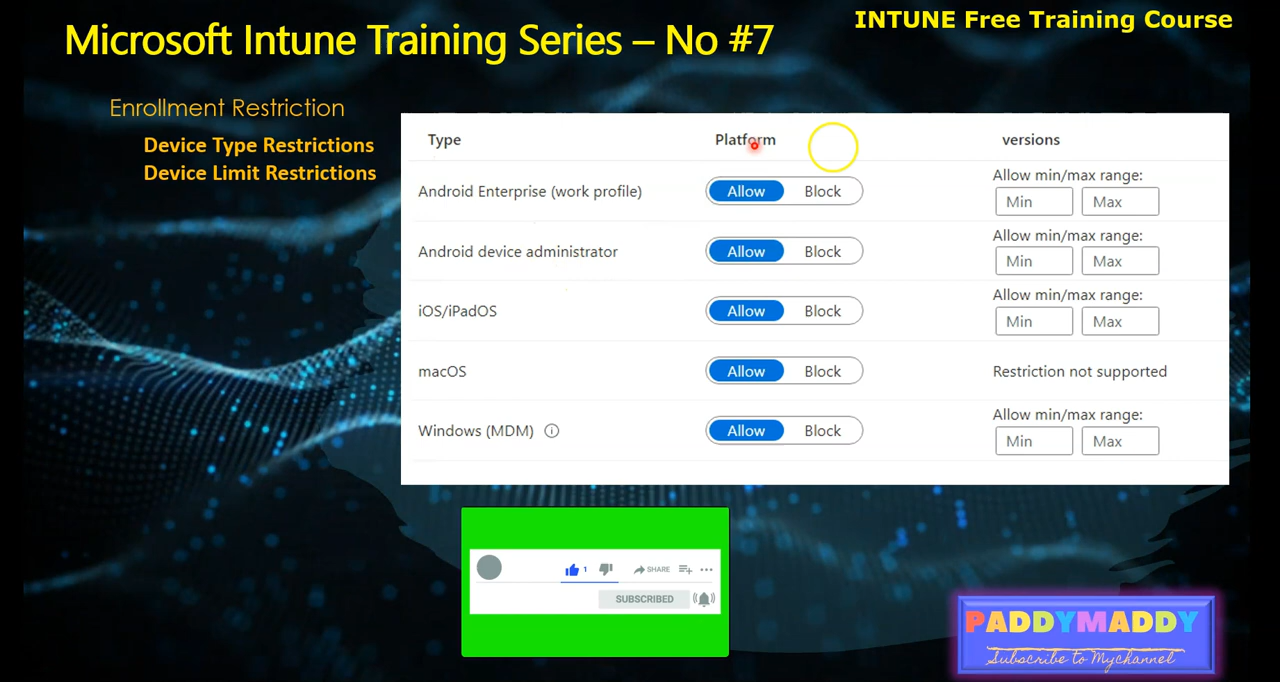 Microsoft Intune Training Series – No #7
INTUNE Free Training Course
Enrollment Restriction
Device Type Restrictions
Device Limit Restrictions
Type Platform versions
Android Enterprise (work profile) Allow Block Allow min/max range:
Min Max
Android device administrator Allow Block Allow min/max range:
Min Max
iOS/iPadOS Allow Block Allow min/max range:
Min Max
macOS Allow Block Restriction not supported
Windows (MDM) Allow Block Allow min/max range:
Min Max
1 SHARE
SUBSCRIBED
PADDYMADDY
Subscribe to Mychannel